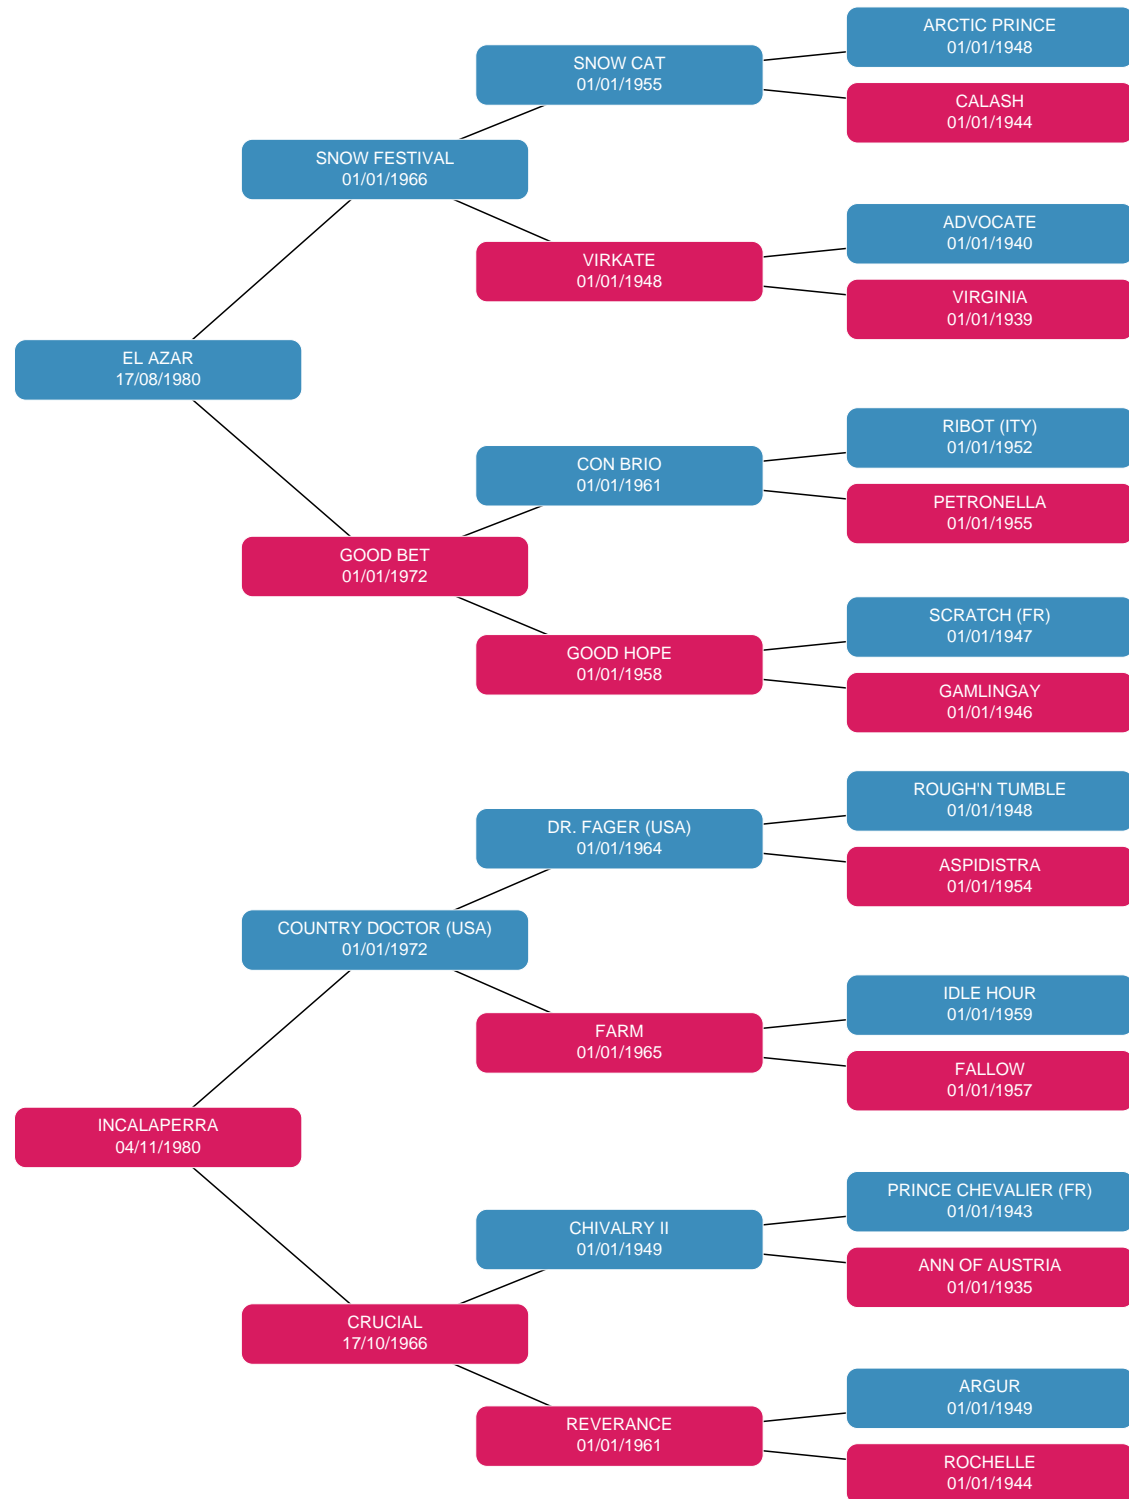 ARCTIC PRINCE
01/01/1948
SNOW CAT
01/01/1955
CALASH
01/01/1944
SNOW FESTIVAL
01/01/1966
ADVOCATE
01/01/1940
VIRKATE
01/01/1948
VIRGINIA
01/01/1939
EL AZAR
17/08/1980
RIBOT (ITY)
01/01/1952
CON BRIO
01/01/1961
PETRONELLA
01/01/1955
GOOD BET
01/01/1972
SCRATCH (FR)
01/01/1947
GOOD HOPE
01/01/1958
GAMLINGAY
01/01/1946
ROUGH'N TUMBLE
01/01/1948
DR. FAGER (USA)
01/01/1964
ASPIDISTRA
01/01/1954
COUNTRY DOCTOR (USA)
01/01/1972
IDLE HOUR
01/01/1959
FARM
01/01/1965
FALLOW
01/01/1957
INCALAPERRA
04/11/1980
PRINCE CHEVALIER (FR)
01/01/1943
CHIVALRY II
01/01/1949
ANN OF AUSTRIA
01/01/1935
CRUCIAL
17/10/1966
ARGUR
01/01/1949
REVERANCE
01/01/1961
ROCHELLE
01/01/1944